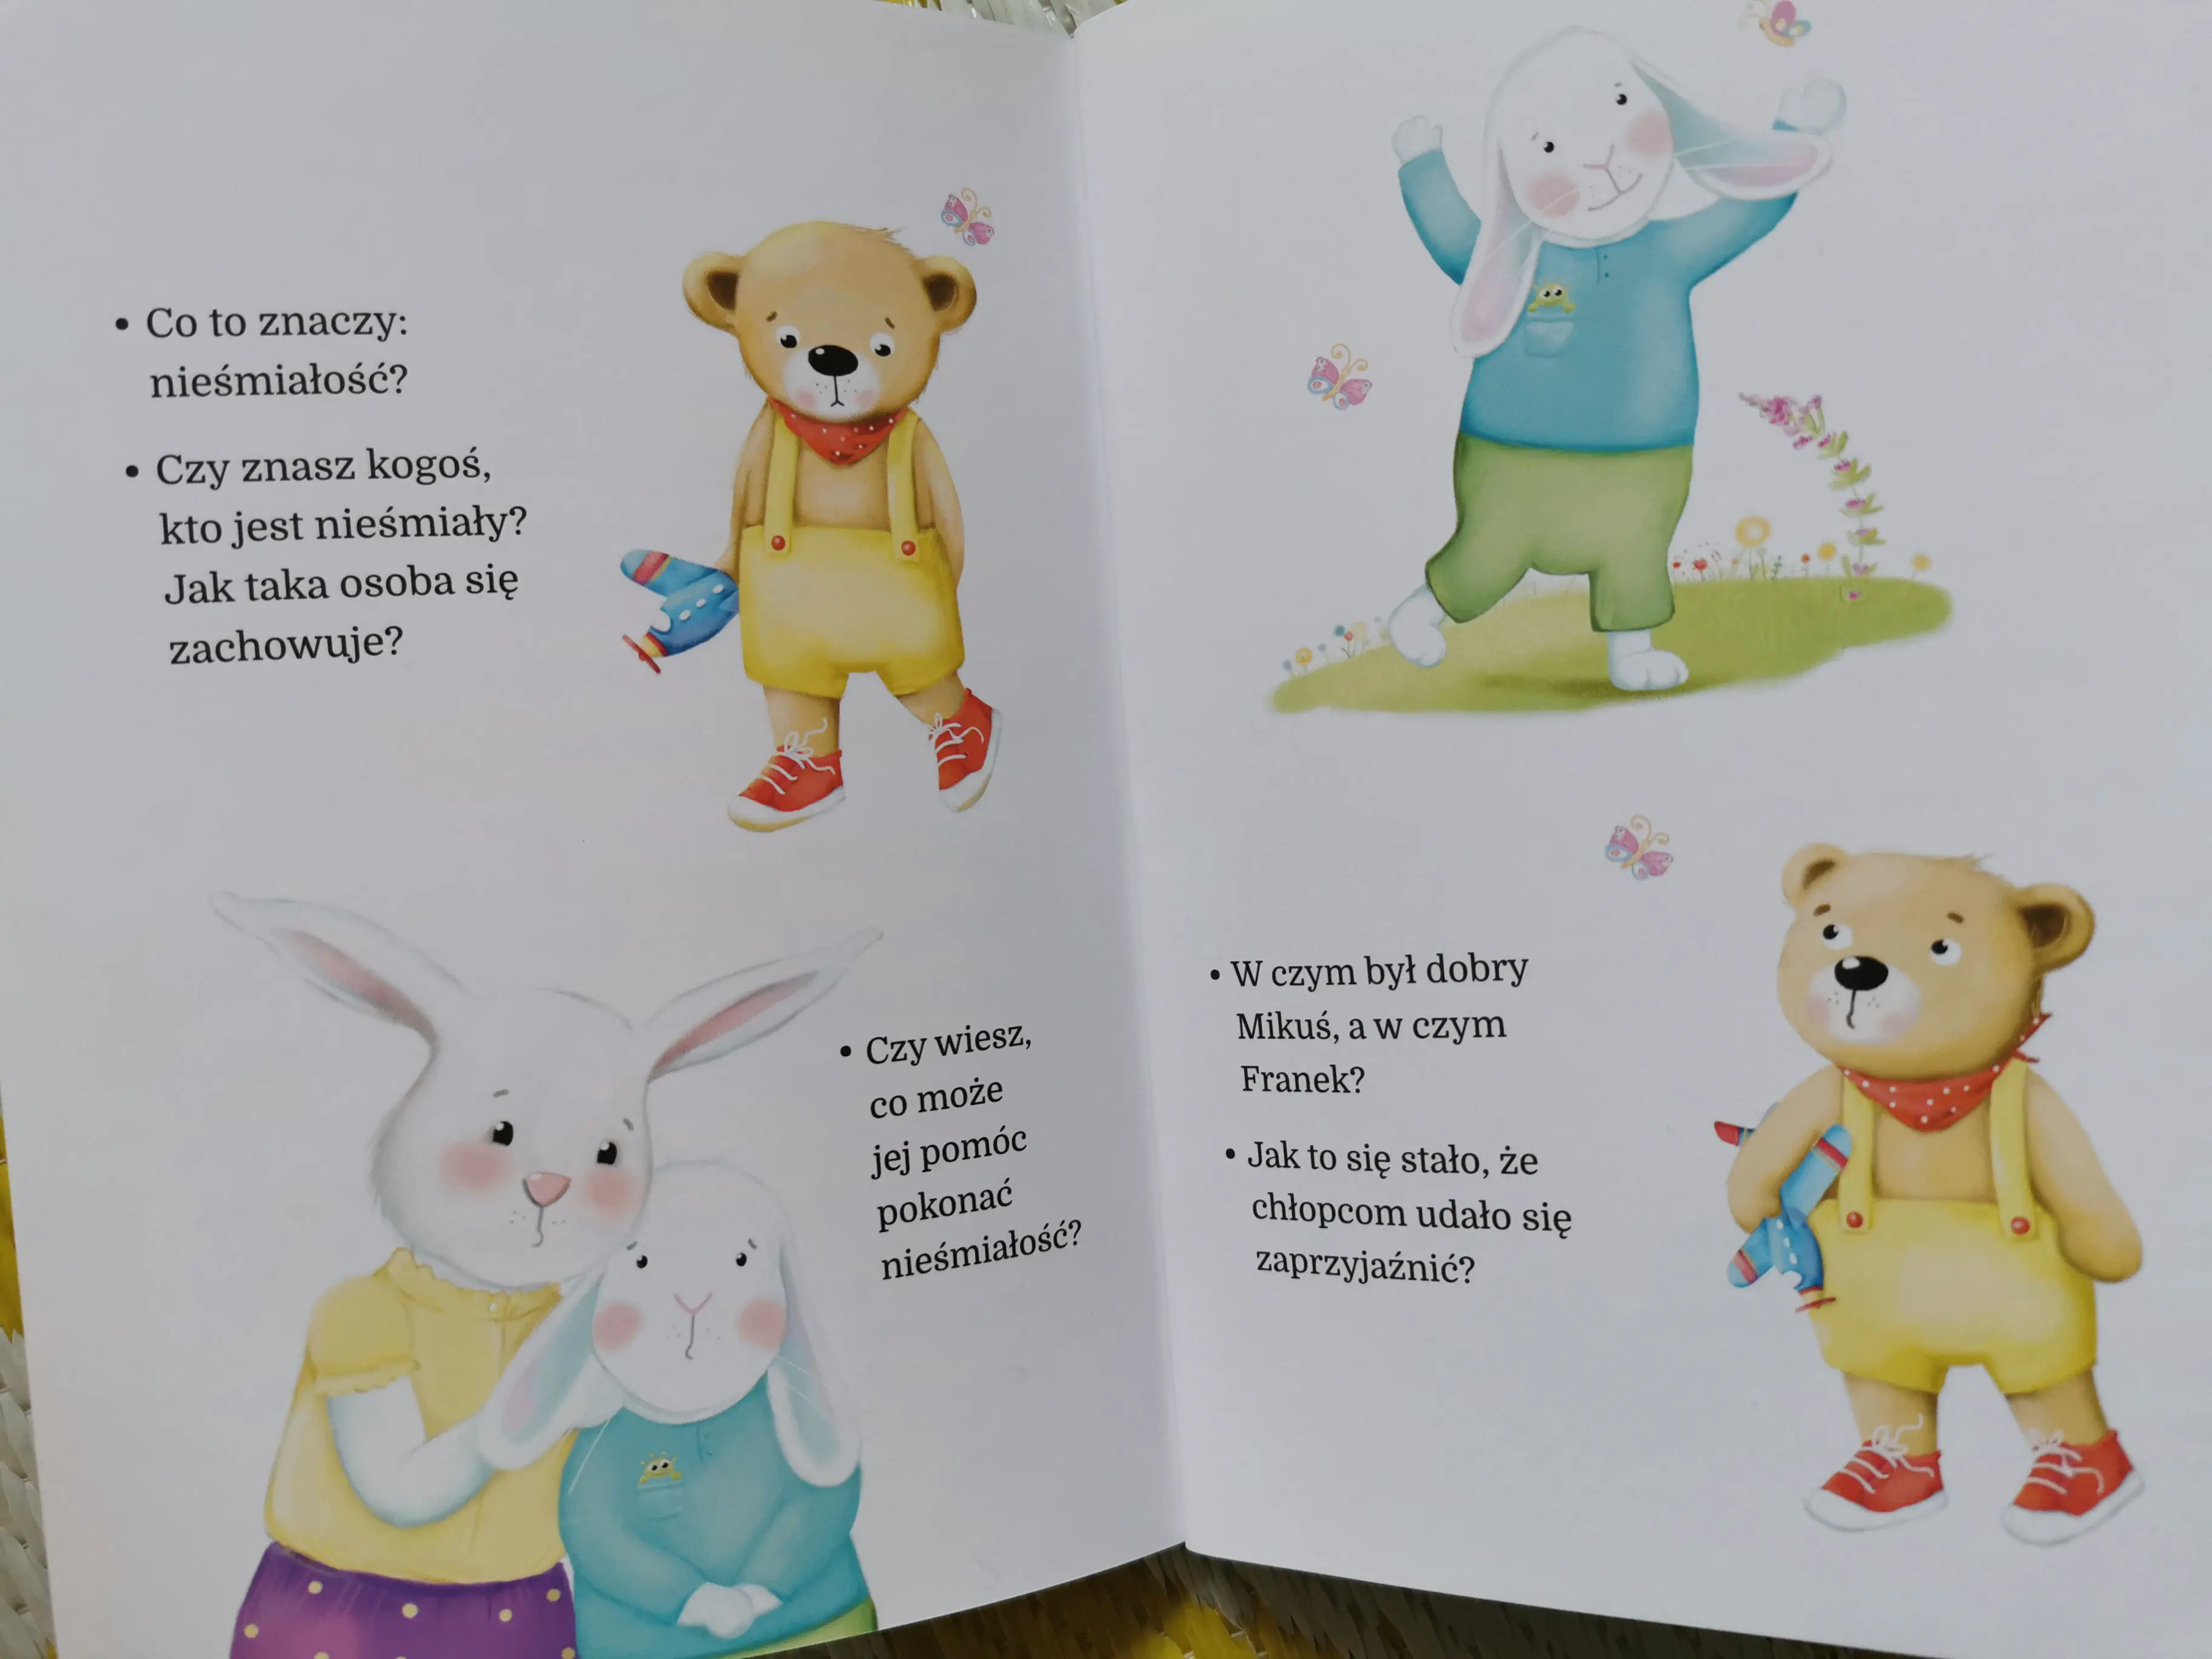 • Co to znaczy:
nieśmiałość?
• Czy znasz kogoś,
kto jest nieśmiały?
Jak taka osoba się
zachowuje?
• Czy wiesz,
co może
jej pomóc
pokonać
nieśmiałość?
• W czym był dobry
Mikuś, a w czym
Franek?
• Jak to się stało, że
chłopcom udało się
zaprzyjaźnić?